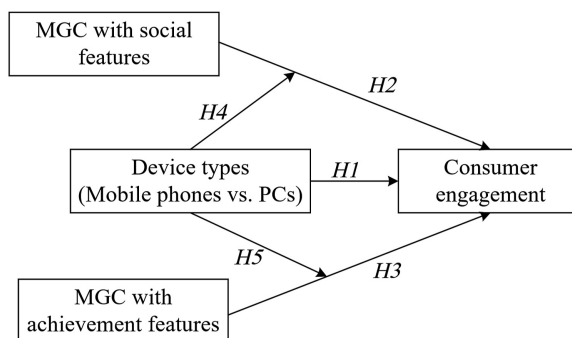 MGC with social
features
H2
H4
Device types
(Mobile phones vs. PCs)
H1
Consumer
engagement
H5
H3
MGC with
achievement features